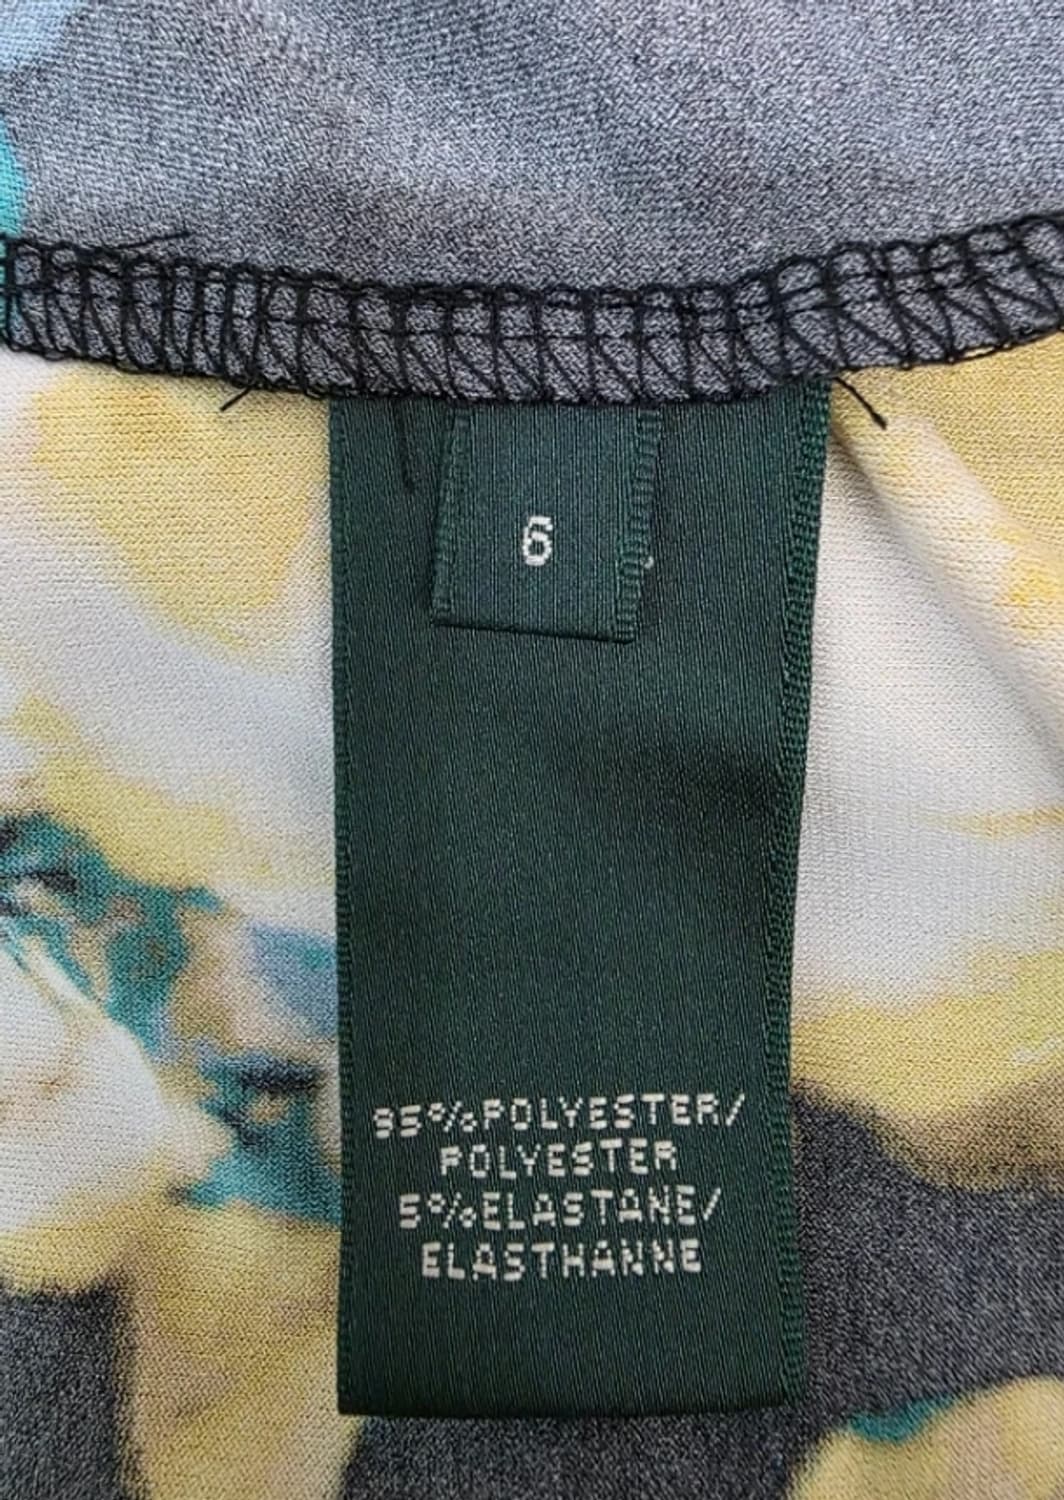 6
95%POLYESTER/
POLYESTER
5%ELASTANE/
ELASTHANNE